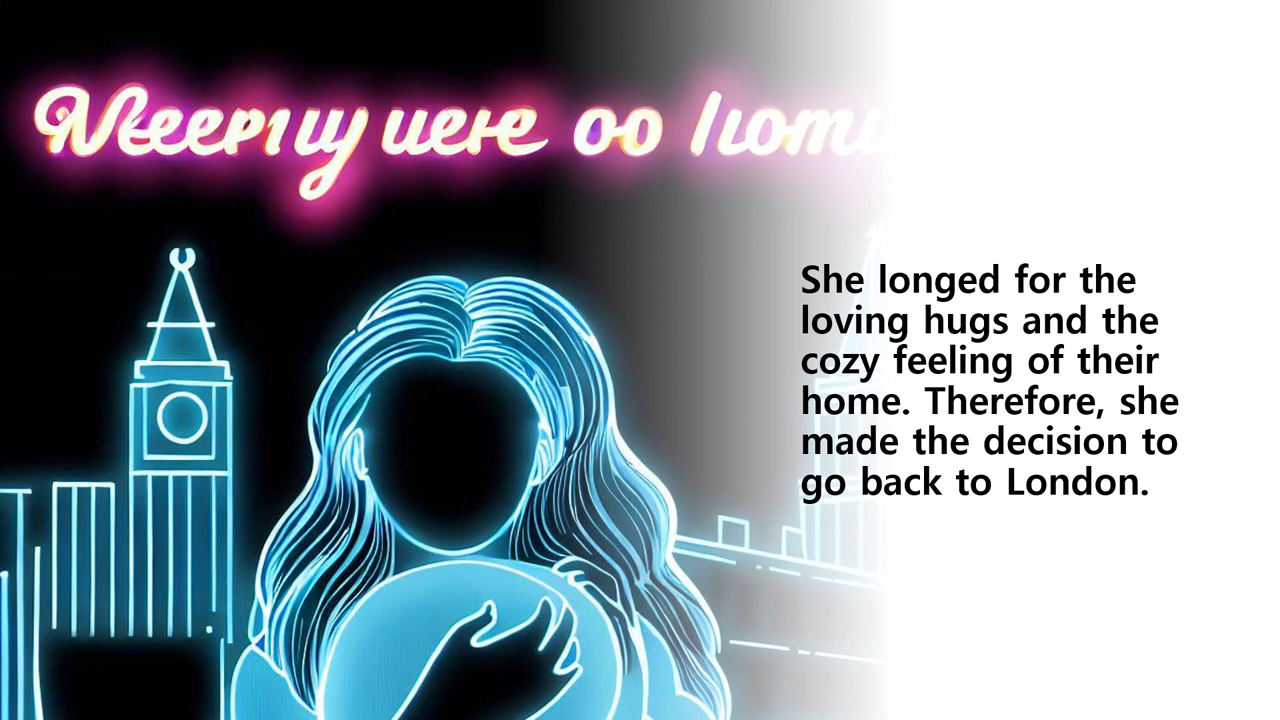 She longed for the
loving hugs and the
cozy feeling of their
home. Therefore, she
made the decision to
go back to London.